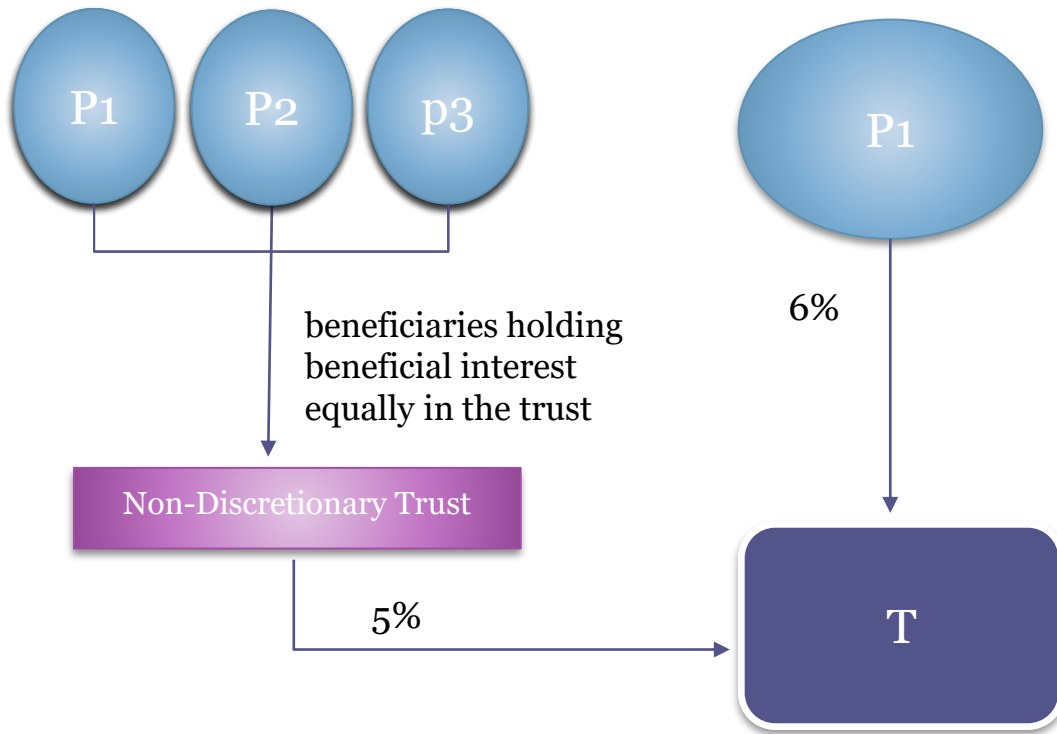 P1
P2
p3
P1
6%
beneficiaries holding
beneficial interest
equally in the trust
Non-Discretionary Trust
5%
T